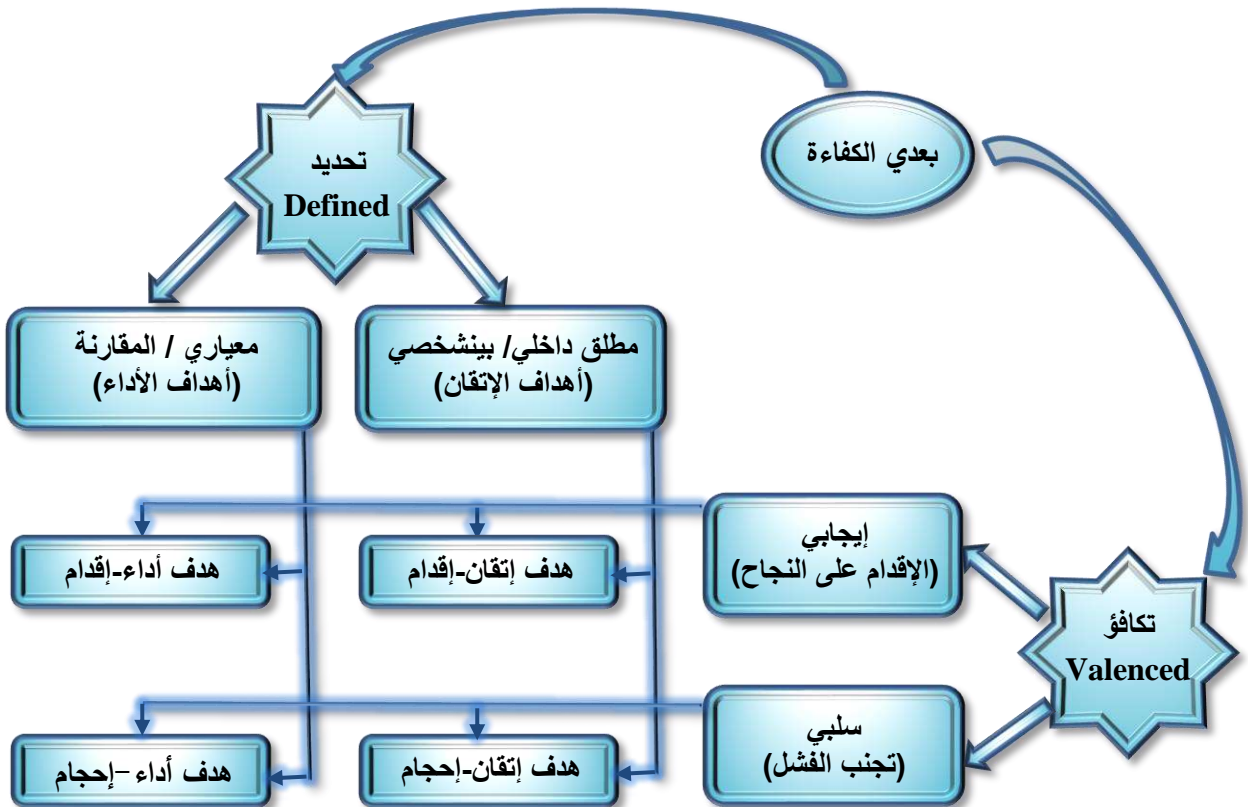 بعدي الكفاءة
تحديد
Defined
مطلق داخلي/ بينشخصي
(أهداف الإتقان)
معياري / المقارنة
(أهداف الأداء)
إيجابي
(الإقدام على النجاح)
هدف إتقان-إقدام
هدف أداء-إقدام
تكافؤ
Valenced
سلبي
(تجنب الفشل)
هدف إتقان-إحجام
هدف أداء –إحجام